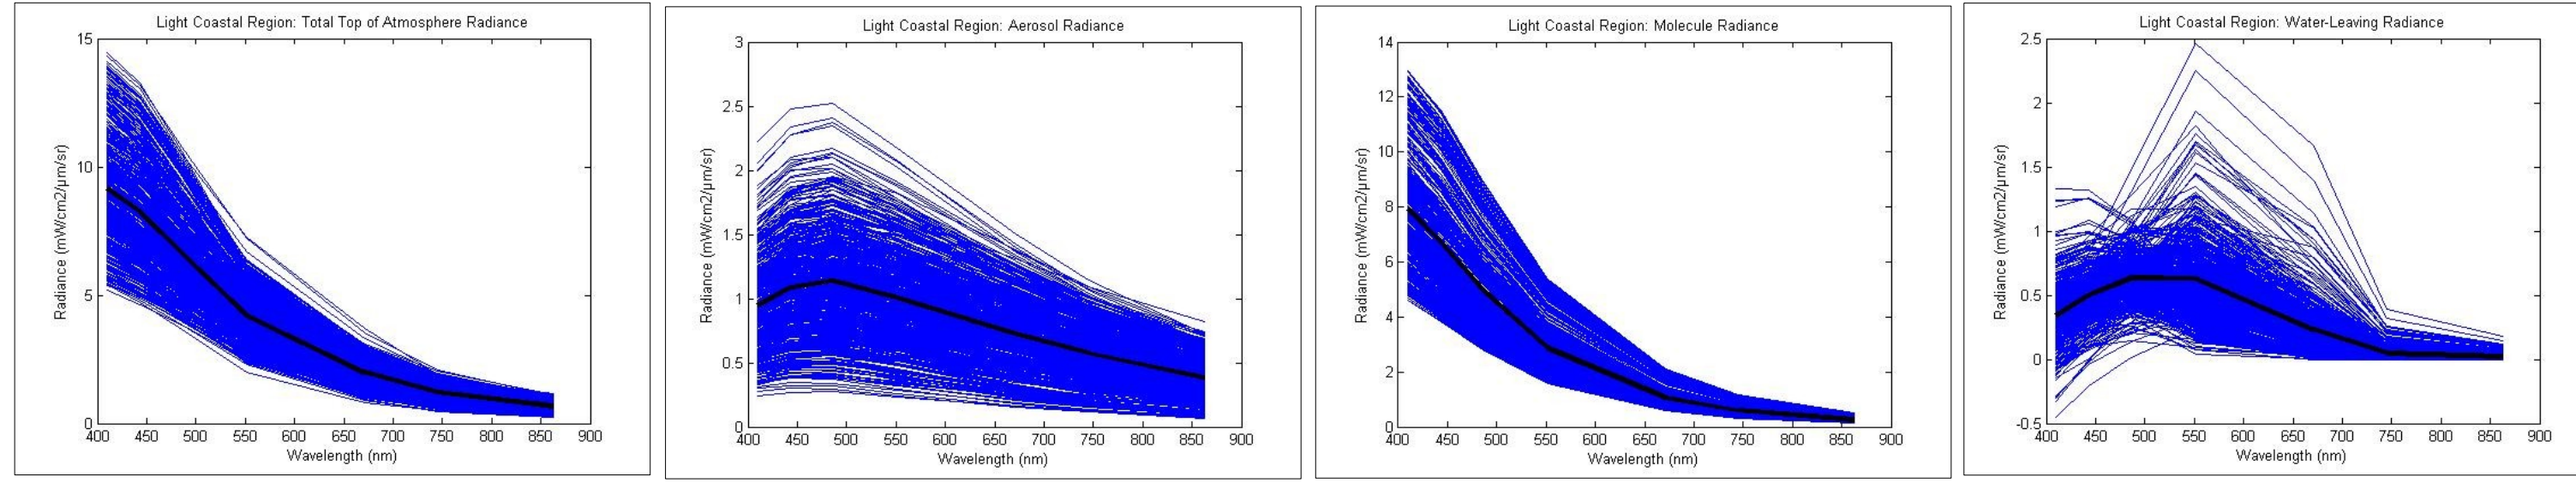 Light Coastal Region: Total Top of Atmosphere Radiance
15
10
5
0
Radiance (mW/cm2/µm/sr)
400 450 500 550 600 650 700 750 800 850 900
Wavelength (nm)
Light Coastal Region: Aerosol Radiance
3
2.5
2
1.5
1
0.5
0
Radiance (mW/cm2/µm/sr)
400 450 500 550 600 650 700 750 800 850 900
Wavelength (nm)
Light Coastal Region: Molecule Radiance
14
12
10
8
6
4
2
0
Radiance (mW/cm2/µm/sr)
400 450 500 550 600 650 700 750 800 850 900
Wavelength (nm)
Light Coastal Region: Water-Leaving Radiance
2.5
2
1.5
1
0.5
0
-0.5
Radiance (mW/cm2/µm/sr)
400 450 500 550 600 650 700 750 800 850 900
Wavelength (nm)